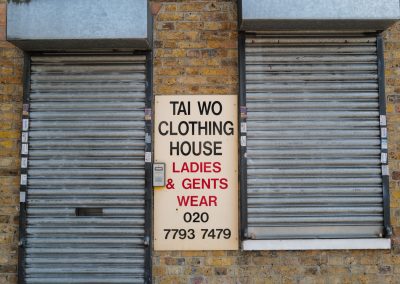 TAI WO
CLOTHING
HOUSE
LADIES
& GENTS
WEAR
020
7793 7479